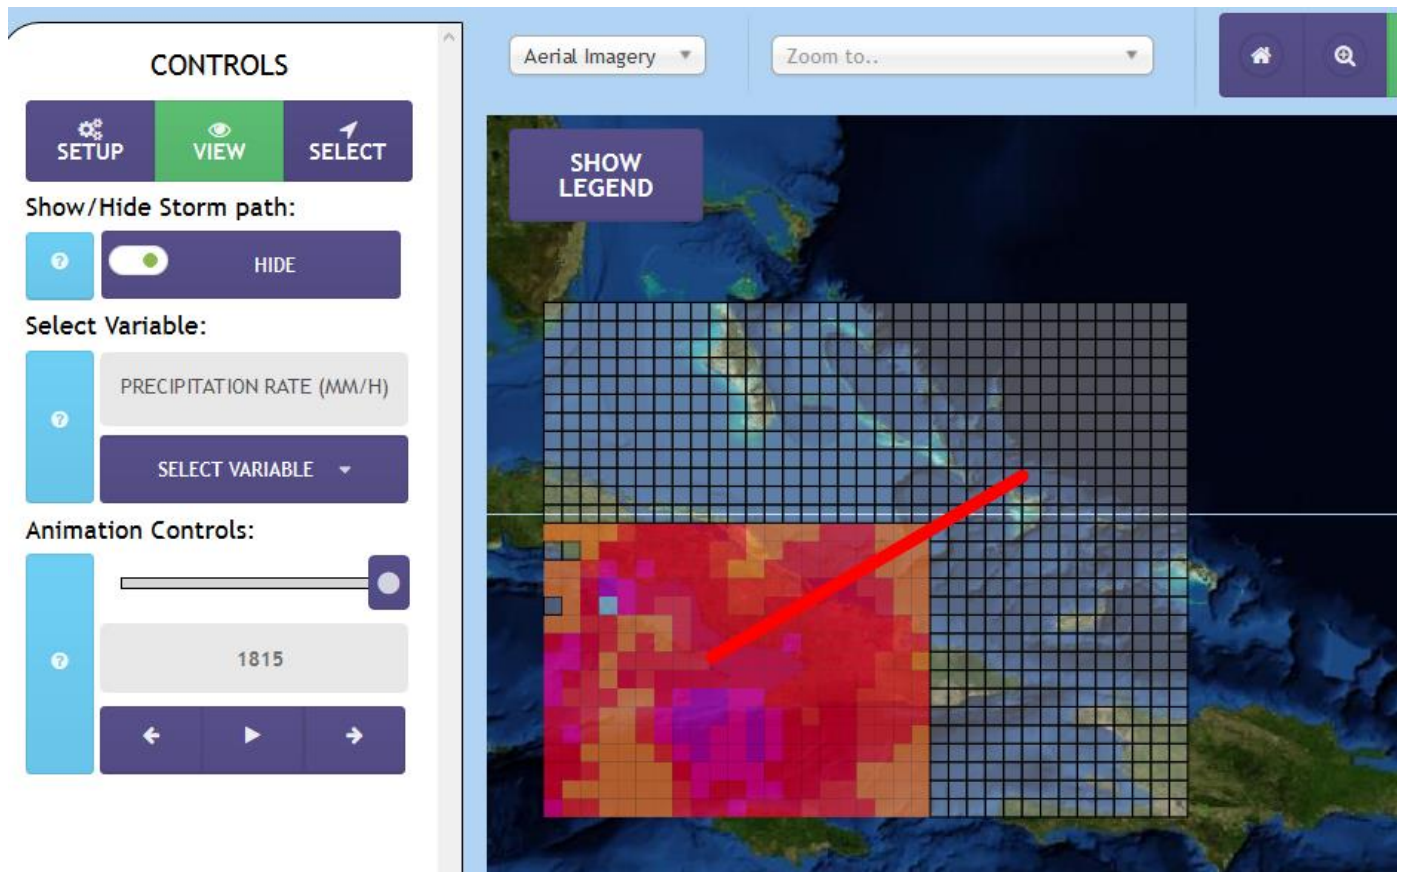 CONTROLS
SETUP
VIEW
SELECT
Show/Hide Storm path:
HIDE
Select Variable:
PRECIPITATION RATE (MM/H)
SELECT VARIABLE
Animation Controls:
1815
Aerial Imagery
Zoom to..
SHOW
LEGEND